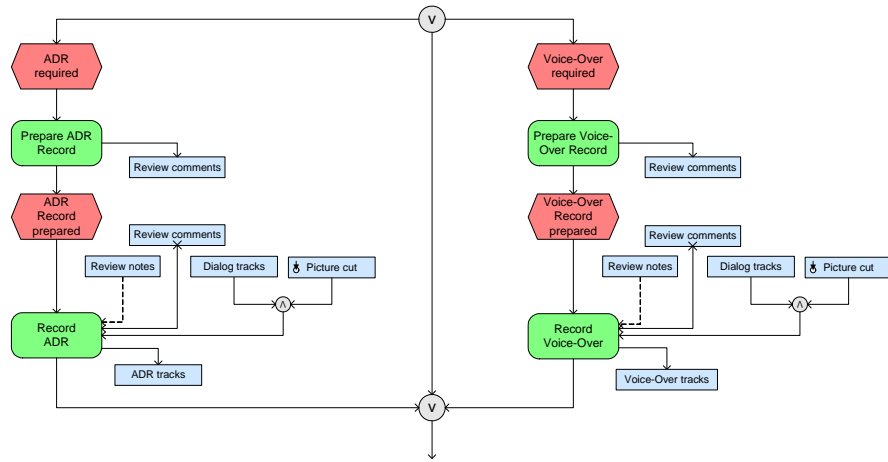 V
ADR
required
Voice-Over
required
Prepare ADR
Record
Prepare Voice-
Over Record
Review comments
Review comments
ADR
Record
prepared
Voice-Over
Record
prepared
Review comments
Review comments
Review notes
Dialog tracks
Picture cut
Review notes
Dialog tracks
Picture cut
Λ
Λ
Record
ADR
Record
Voice-Over
ADR tracks
Voice-Over tracks
V